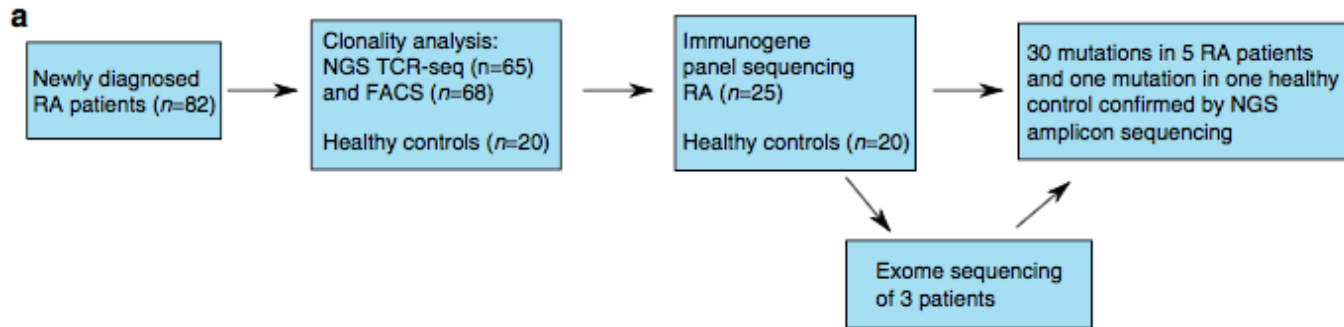 a
Newly diagnosed
RA patients (n=82)
Clonality analysis:
NGS TCR-seq (n=65)
and FACS (n=68)
Healthy controls (n=20)
Immunogene
panel sequencing
RA (n=25)
Healthy controls (n=20)
30 mutations in 5 RA patients
and one mutation in one healthy
control confirmed by NGS
amplicon sequencing
Exome sequencing
of 3 patients